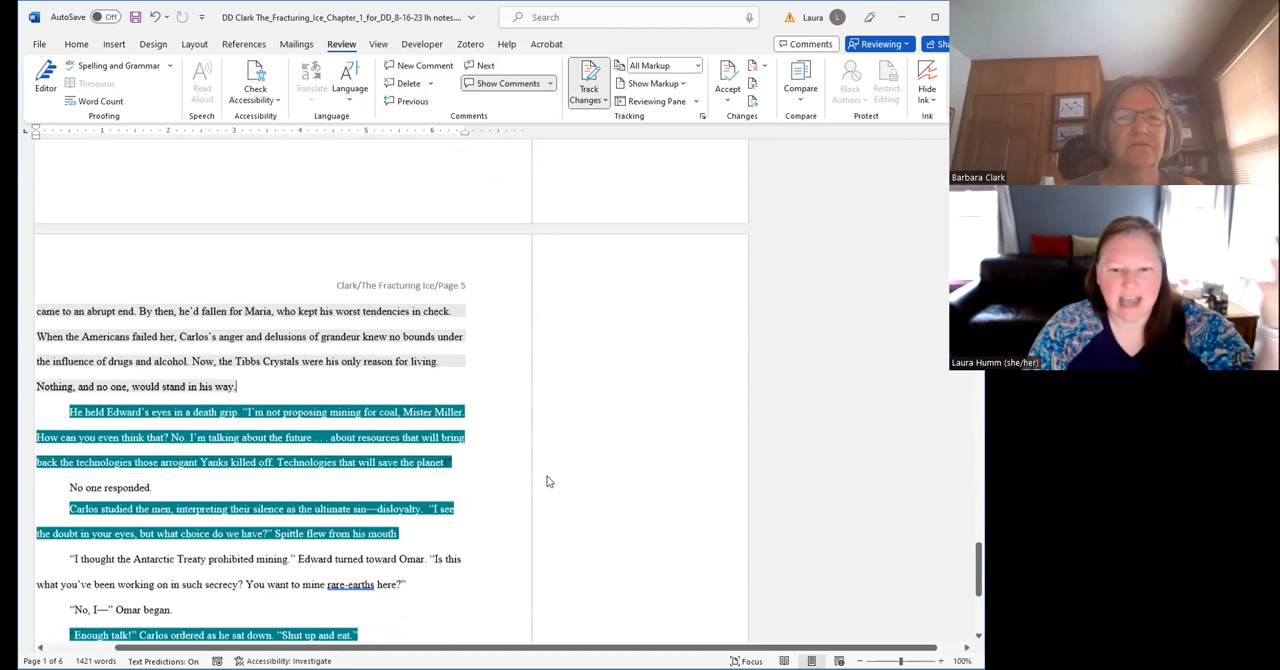 AutoSave Off DD Clark The_Fracturing_Ice_Chapter_1_for_DD_8-16-23 lh notes.... Search Laura L
File Home Insert Design Layout References Mailings Review View Developer Zotero Help Acrobat Comments Reviewing Sha
Spelling and Grammar New Comment Next All Markup
Thesaurus Delete Show Comments Show Markup
Word Count Previous Reviewing Pane
Editor Read Aloud Check Accessibility Translate Language Track Changes Accept Compare Block Authors Restrict Editing Hide Ink
Proofing Speech Accessibility Language Comments Tracking Changes Compare Protect Ink
1 2 3 4 5 6
Barbara Clark
Laura Humm (she/her)
Clark/The Fracturing Ice/Page 5
came to an abrupt end. By then, he'd fallen for Maria, who kept his worst tendencies in check.
When the Americans failed her, Carlos's anger and delusions of grandeur knew no bounds under
the influence of drugs and alcohol. Now, the Tibbs Crystals were his only reason for living.
Nothing, and no one, would stand in his way.
He held Edward's eyes in a death grip. “I'm not proposing mining for coal, Mister Miller.
How can you even think that? No. I'm talking about the future . . . about resources that will bring
back the technologies those arrogant Yanks killed off. Technologies that will save the planet
No one responded.
Carlos studied the men, interpreting their silence as the ultimate sin—disloyalty. “I see
the doubt in your eyes, but what choice do we have?” Spittle flew from his mouth
“I thought the Antarctic Treaty prohibited mining.” Edward turned toward Omar. “Is this
what you've been working on in such secrecy? You want to mine rare-earths here?”
“No, I—” Omar began.
Enough talk!” Carlos ordered as he sat down. “Shut up and eat.”
Page 1 of 6 1421 words Text Predictions: On Accessibility: Investigate Focus 100%